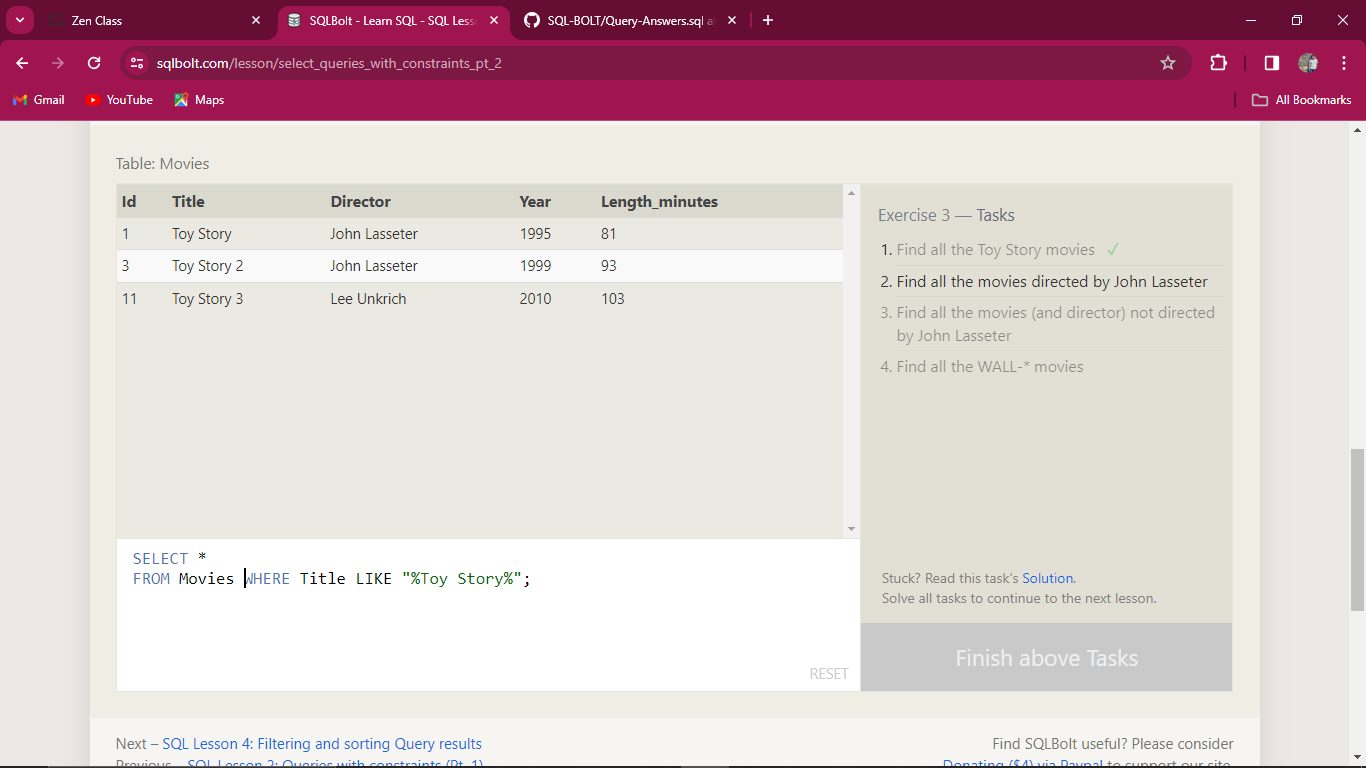 Zen Class
SQLBolt - Learn SQL - SQL Less
SQL-BOLT/Query-Answers.sql a
sqlbolt.com/lesson/select_queries_with_constraints_pt_2
Gmail
YouTube
Maps
All Bookmarks
Table: Movies
Id Title Director Year Length_minutes
1 Toy Story John Lasseter 1995 81
3 Toy Story 2 John Lasseter 1999 93
11 Toy Story 3 Lee Unkrich 2010 103
Exercise 3 — Tasks
1. Find all the Toy Story movies ✓
2. Find all the movies directed by John Lasseter
3. Find all the movies (and director) not directed
by John Lasseter
4. Find all the WALL-* movies
SELECT *
FROM Movies WHERE Title LIKE "%Toy Story%";
RESET
Stuck? Read this task's Solution.
Solve all tasks to continue to the next lesson.
Finish above Tasks
Next – SQL Lesson 4: Filtering and sorting Query results
Previous – SQL Lesson 2: Queries with constraints (Pt. 1)
Find SQLBolt useful? Please consider
Donating ($4) via Paypal to support our site.